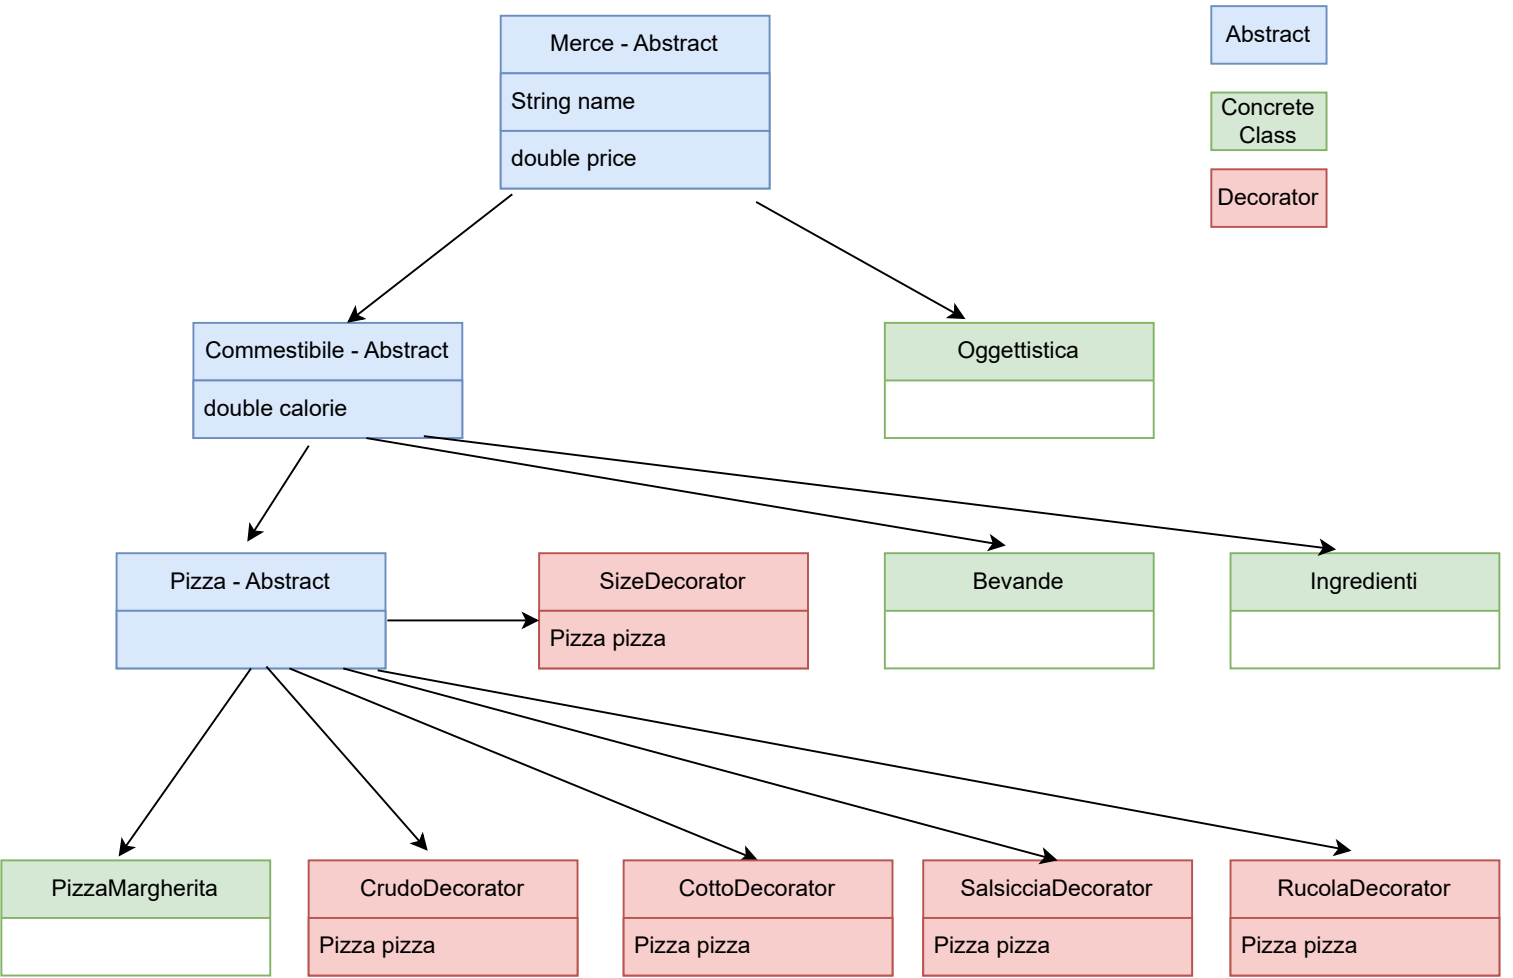 Merce - Abstract
String name
double price
Abstract
Concrete
Class
Decorator
Commestibile - Abstract
double calorie
Oggettistica
Pizza - Abstract
SizeDecorator
Pizza pizza
Bevande
Ingredienti
PizzaMargherita
CrudoDecorator
Pizza pizza
CottoDecorator
Pizza pizza
SalsicciaDecorator
Pizza pizza
RucolaDecorator
Pizza pizza